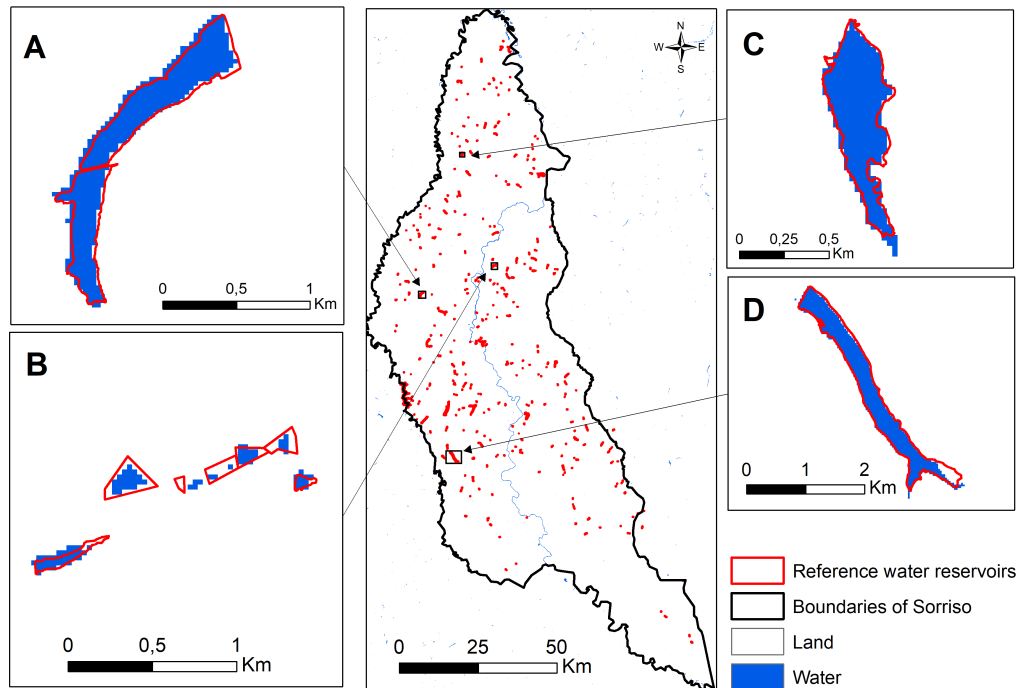 A
0 0,5 1
Km
B
0 0,5 1
Km
N
W E
S
0 25 50
Km
C
0 0,25 0,5
Km
D
0 1 2
Km
Reference water reservoirs
Boundaries of Sorriso
Land
Water